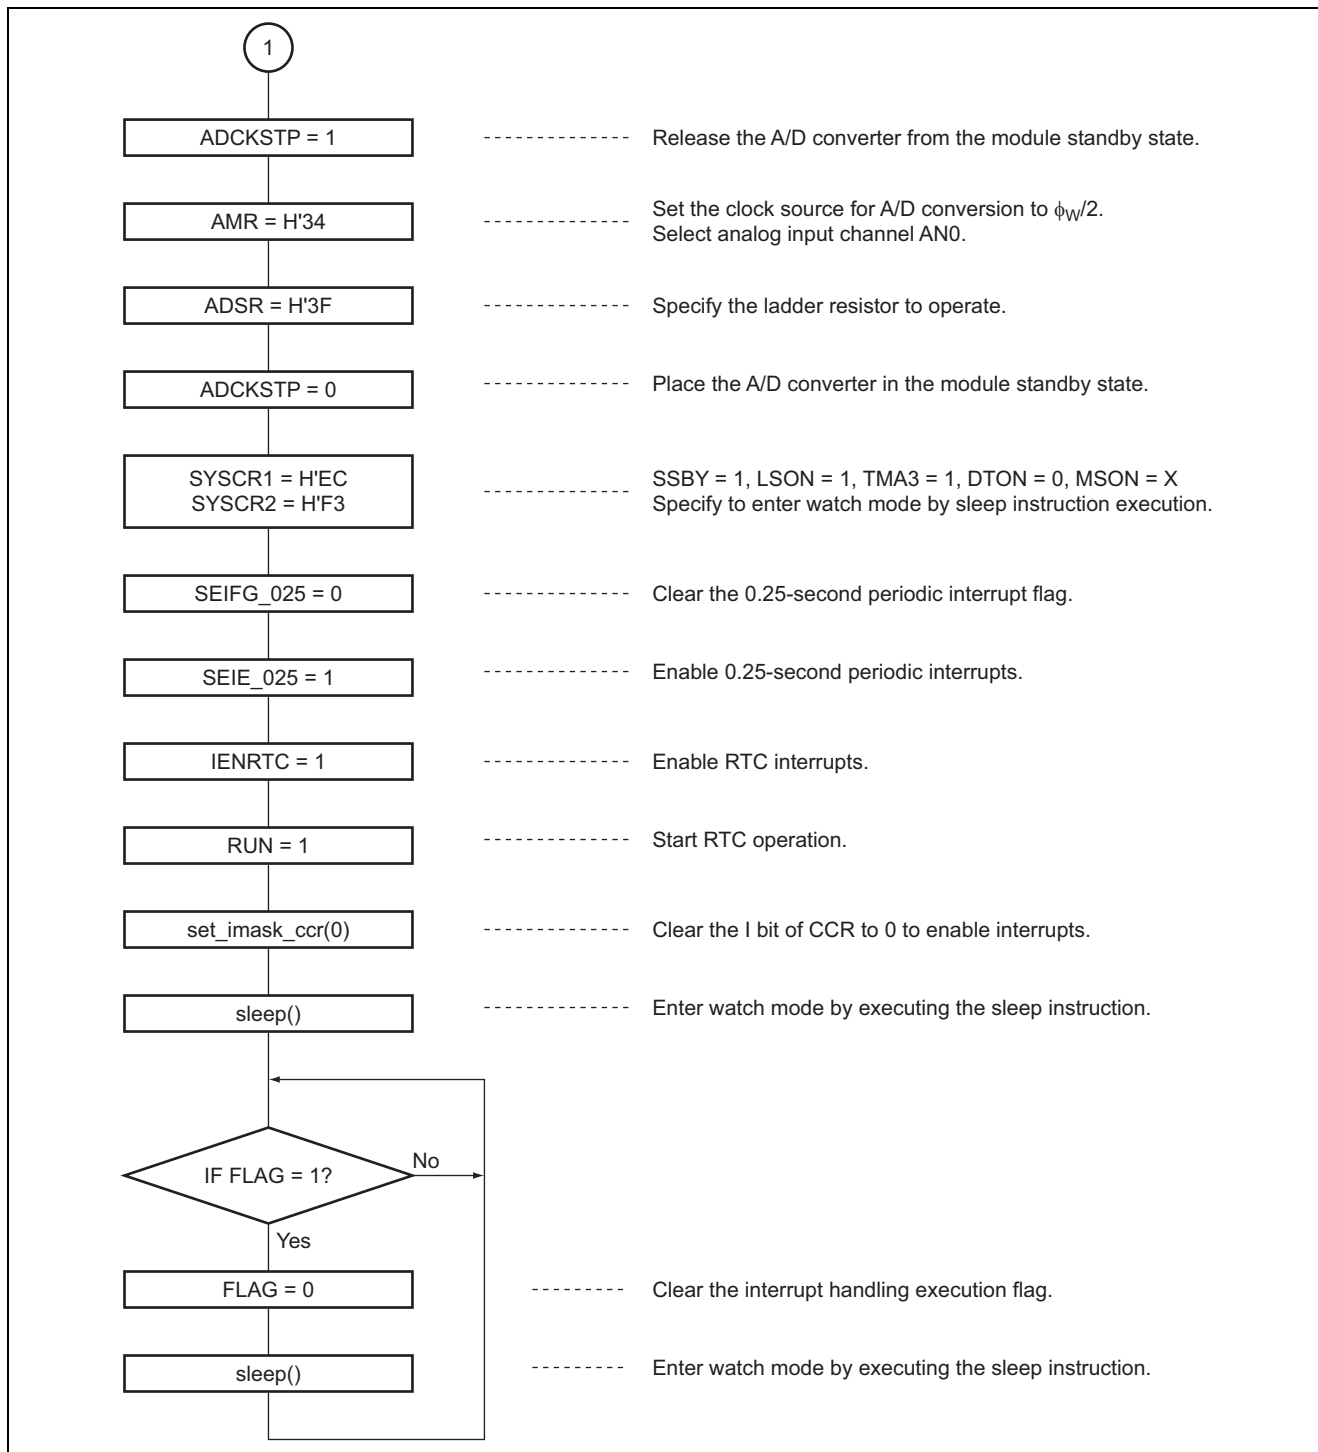 1
ADCKSTP = 1
Release the A/D converter from the module standby state.
AMR = H'34
Set the clock source for A/D conversion to ϕW/2.
Select analog input channel AN0.
ADSR = H'3F
Specify the ladder resistor to operate.
ADCKSTP = 0
Place the A/D converter in the module standby state.
SYSCR1 = H'EC
SYSCR2 = H'F3
SSBY = 1, LSON = 1, TMA3 = 1, DTON = 0, MSON = X
Specify to enter watch mode by sleep instruction execution.
SEIFG_025 = 0
Clear the 0.25-second periodic interrupt flag.
SEIE_025 = 1
Enable 0.25-second periodic interrupts.
IENRTC = 1
Enable RTC interrupts.
RUN = 1
Start RTC operation.
set_imask_ccr(0)
Clear the I bit of CCR to 0 to enable interrupts.
sleep()
Enter watch mode by executing the sleep instruction.
IF FLAG = 1?
No
Yes
FLAG = 0
Clear the interrupt handling execution flag.
sleep()
Enter watch mode by executing the sleep instruction.